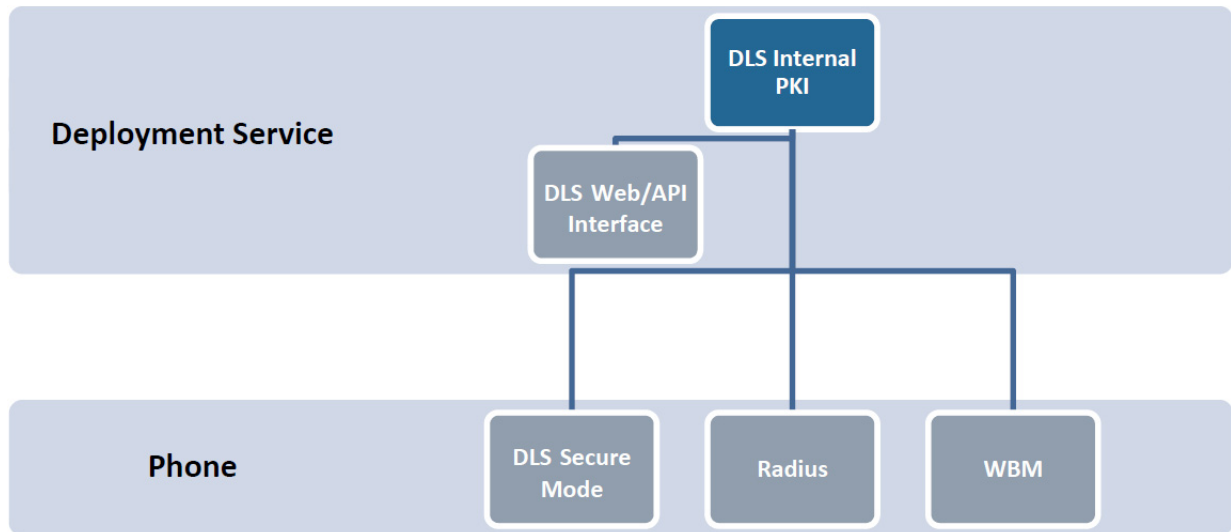 DLS Internal
PKI
Deployment Service
DLS Web/API
Interface
Phone
DLS Secure
Mode
Radius
WBM